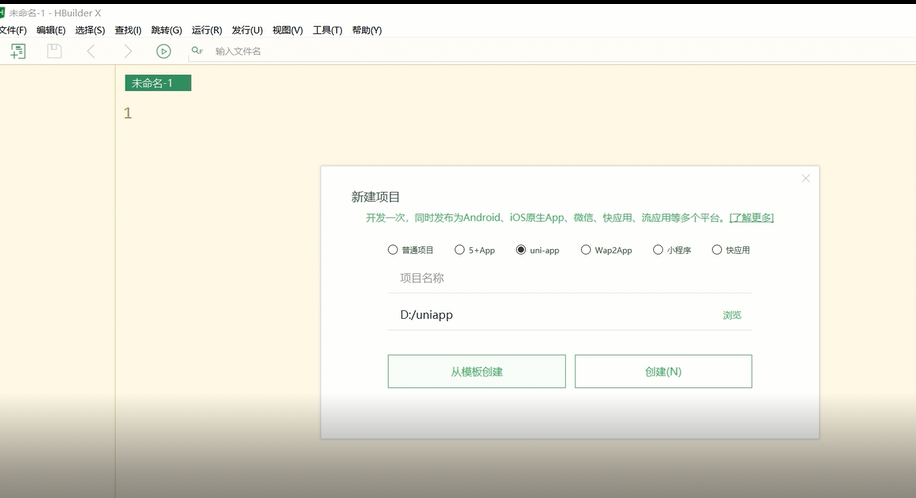 未命名-1 - HBuilder X
文件(F) 编辑(E) 选择(S) 查找(I) 跳转(G) 运行(R) 发行(U) 视图(V) 工具(T) 帮助(Y)
输入文件名
未命名-1
1
新建项目
开发一次，同时发布为Android、iOS原生App、微信、快应用、流应用等多个平台。[了解更多]
普通项目 5+App uni-app Wap2App 小程序 快应用
项目名称
D:/uniapp 浏览
从模板创建 创建(N)